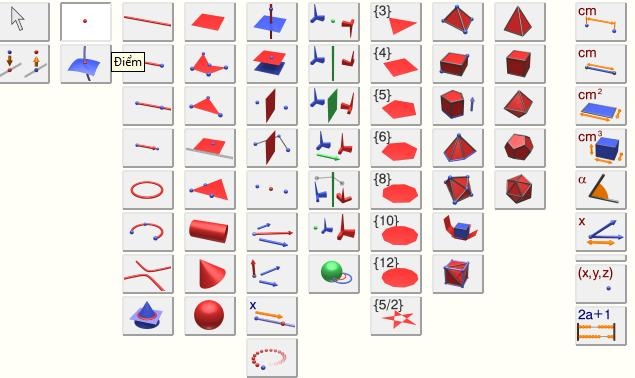 {3}
cm
{4}
cm
Điểm
{5}
cm²
{6}
cm³
{8}
α
{10}
x
{12}
(x,y,z)
x
{5/2}
2a+1